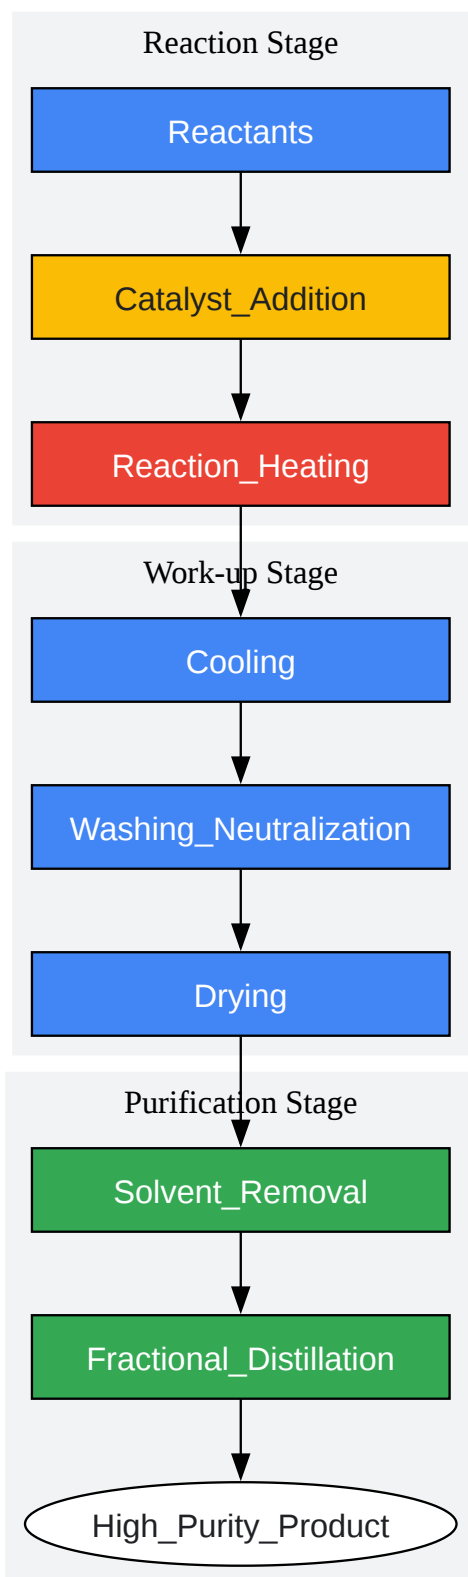 Reaction Stage
Reactants
Catalyst_Addition
Reaction_Heating
Work-up Stage
Cooling
Washing_Neutralization
Drying
Purification Stage
Solvent_Removal
Fractional_Distillation
High_Purity_Product